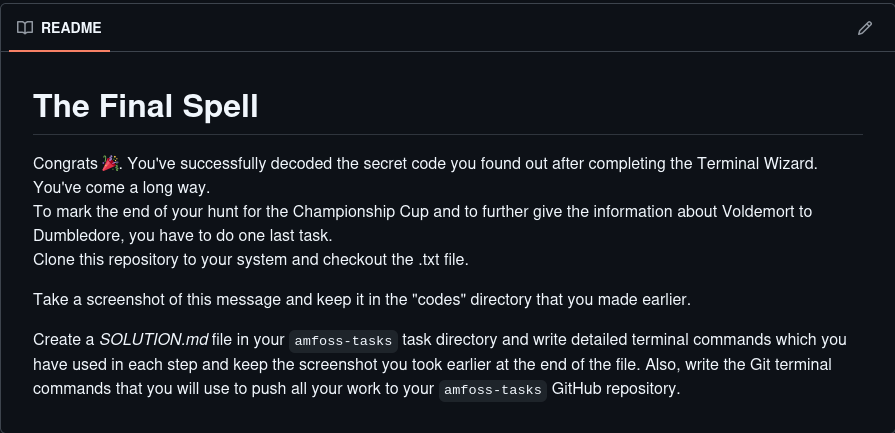 README
The Final Spell
Congrats 🎉. You've successfully decoded the secret code you found out after completing the Terminal Wizard.
You've come a long way.
To mark the end of your hunt for the Championship Cup and to further give the information about Voldemort to
Dumbledore, you have to do one last task.
Clone this repository to your system and checkout the .txt file.
Take a screenshot of this message and keep it in the "codes" directory that you made earlier.
Create a SOLUTION.md file in your amfoss-tasks task directory and write detailed terminal commands which you
have used in each step and keep the screenshot you took earlier at the end of the file. Also, write the Git terminal
commands that you will use to push all your work to your amfoss-tasks GitHub repository.